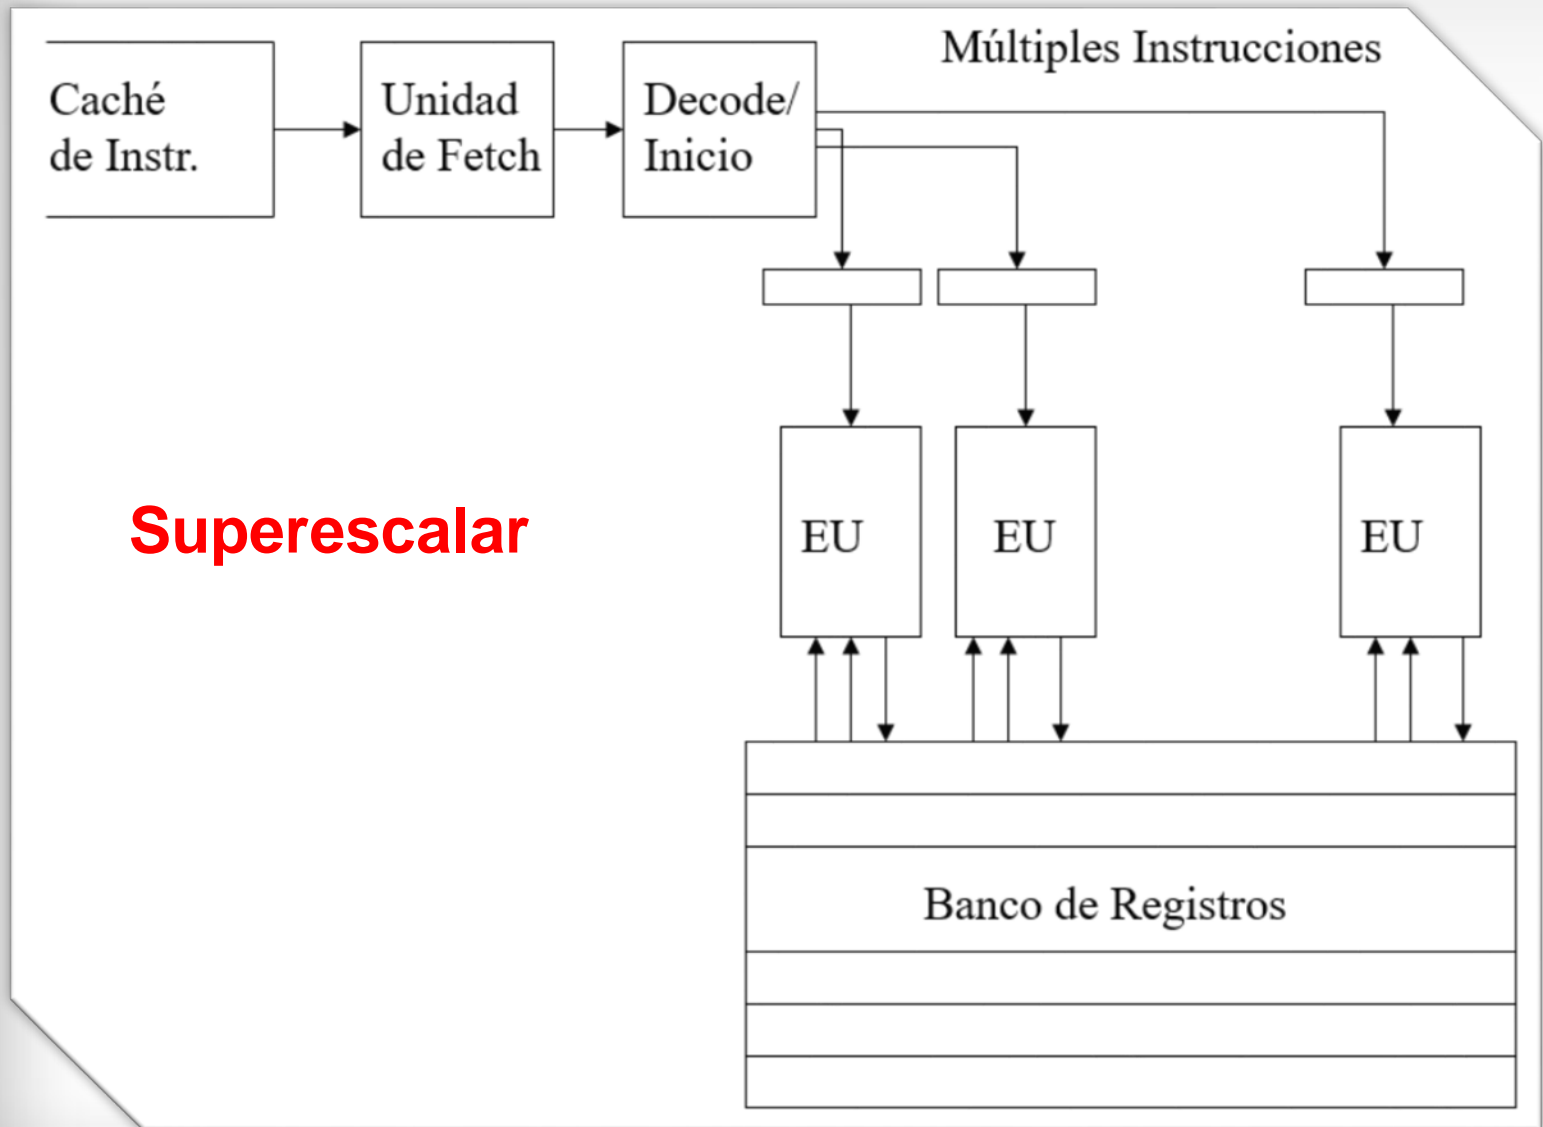 Múltiples Instrucciones
Caché
de Instr.
Unidad
de Fetch
Decode/
Inicio
Superescalar
EU
EU
EU
Banco de Registros